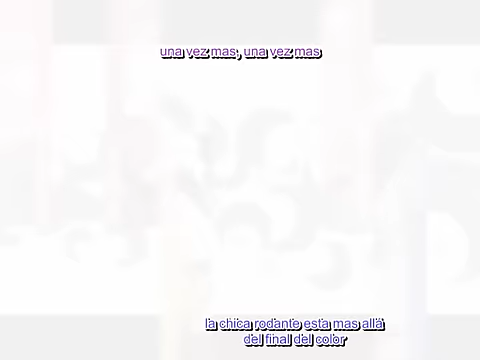 una vez mas, una vez mas
la chica rodante esta mas allá
del final del color